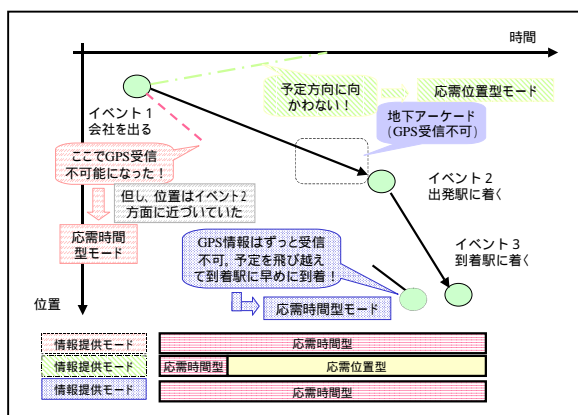 時間
予定方向に向
かわない！
応需位置型モード
イベント1
会社を出る
地下アーケード
(GPS受信不可)
ここでGPS受信
不可能になった！
イベント2
出発駅に着く
但し、位置はイベント2
方面に近づいていた
応需時間
型モード
GPS情報はずっと受信
不可。予定を飛び越え
て到着駅に早めに到着！
イベント3
到着駅に着く
位置
応需時間型モード
情報提供モード
応需時間型
情報提供モード
応需時間型
応需位置型
情報提供モード
応需時間型